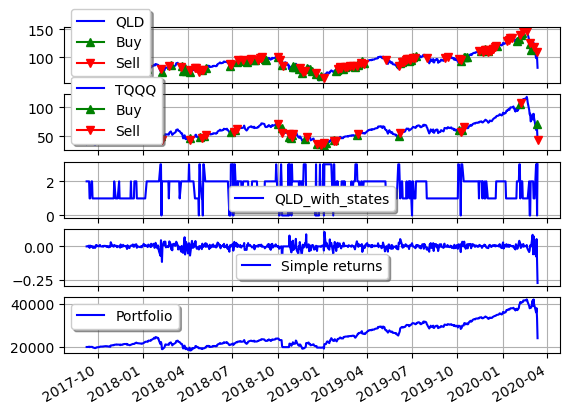 150
100
QLD
Buy
Sell
100
50
TQQQ
Buy
Sell
2
0
QLD_with_states
0.00
−0.25
Simple returns
40000
20000
Portfolio
2017-10 2018-01 2018-04 2018-07 2018-10 2019-01 2019-04 2019-07 2019-10 2020-01 2020-04